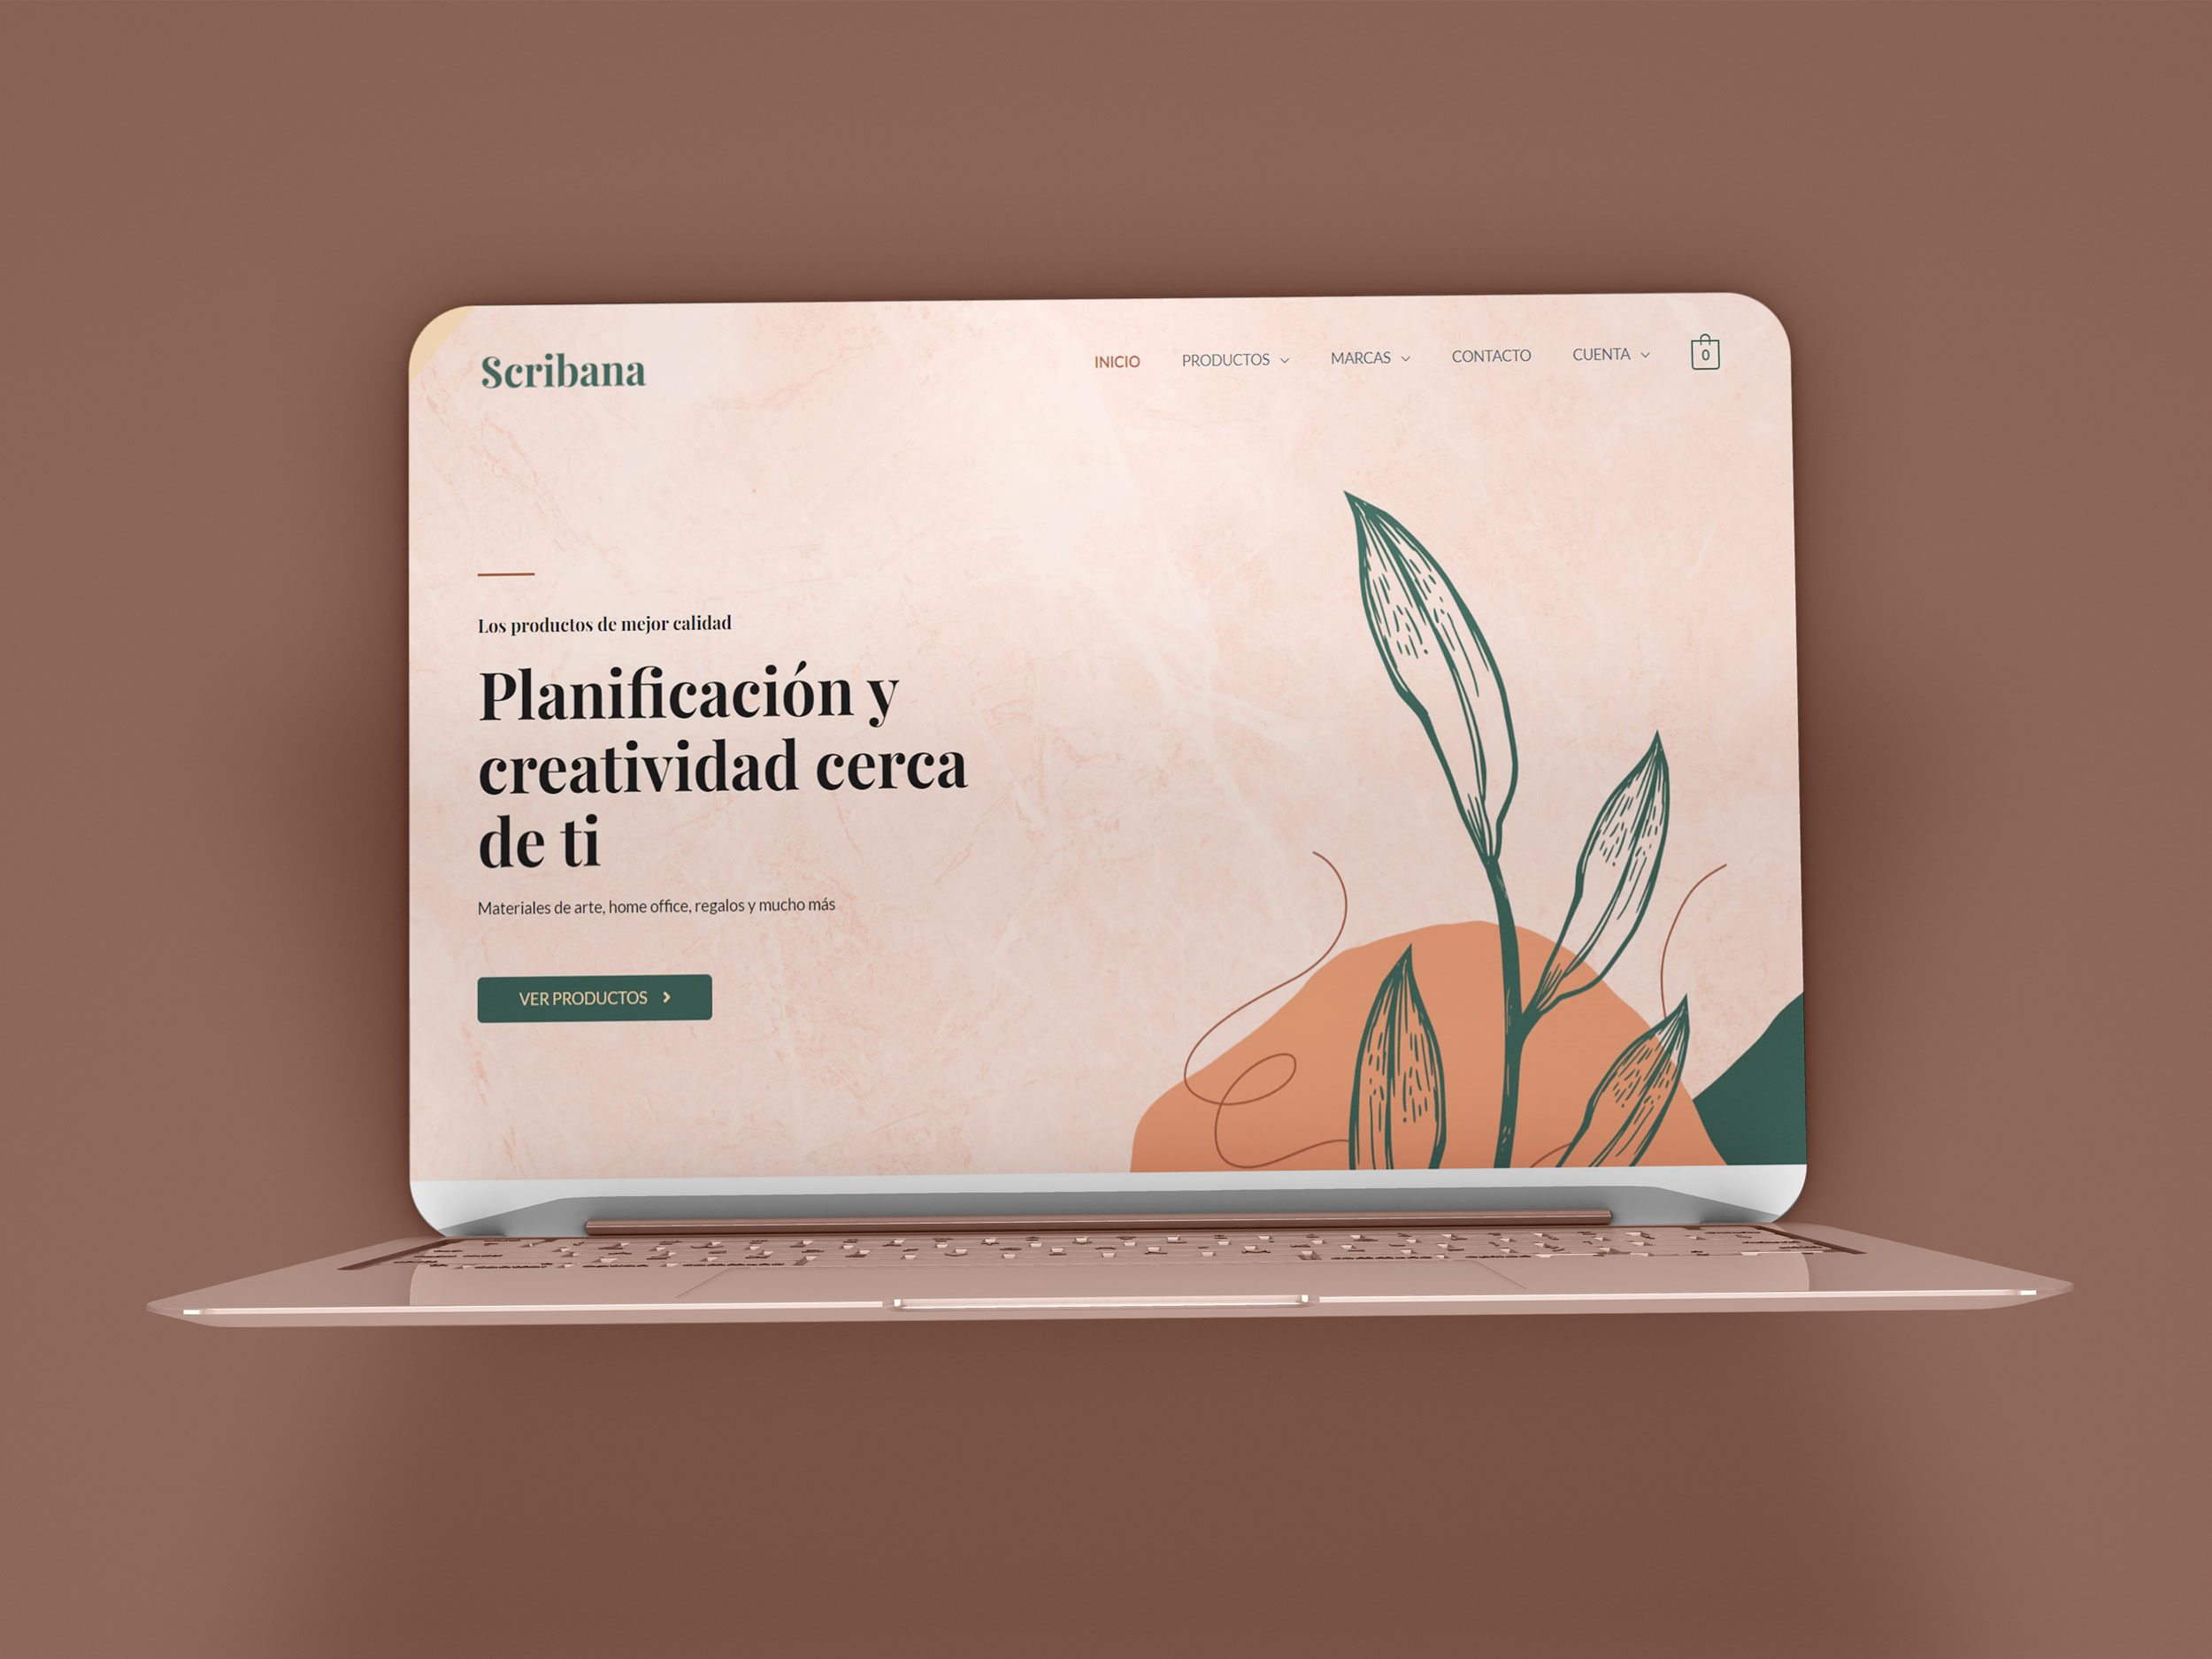 Scribana
INICIO PRODUCTOS MARCAS CONTACTO CUENTA 0
Los productos de mejor calidad
Planificación y
creatividad cerca
de ti
Materiales de arte, home office, regalos y mucho más
VER PRODUCTOS